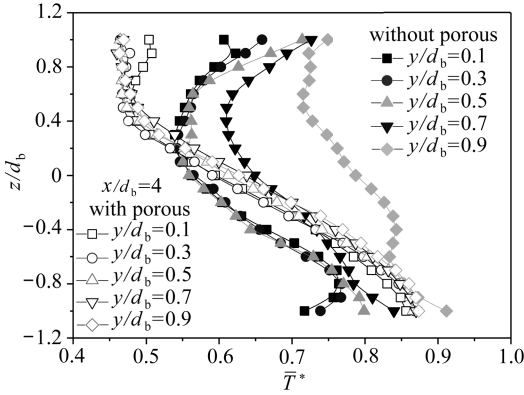 without porous
y/d_b=0.1
y/d_b=0.3
y/d_b=0.5
y/d_b=0.7
y/d_b=0.9
x/d_b=4
with porous
y/d_b=0.1
y/d_b=0.3
y/d_b=0.5
y/d_b=0.7
y/d_b=0.9
z/d_b
1.2
0.8
0.4
0
-0.4
-0.8
-1.2
0.4 0.5 0.6 0.7 0.8 0.9 1.0
T̅*